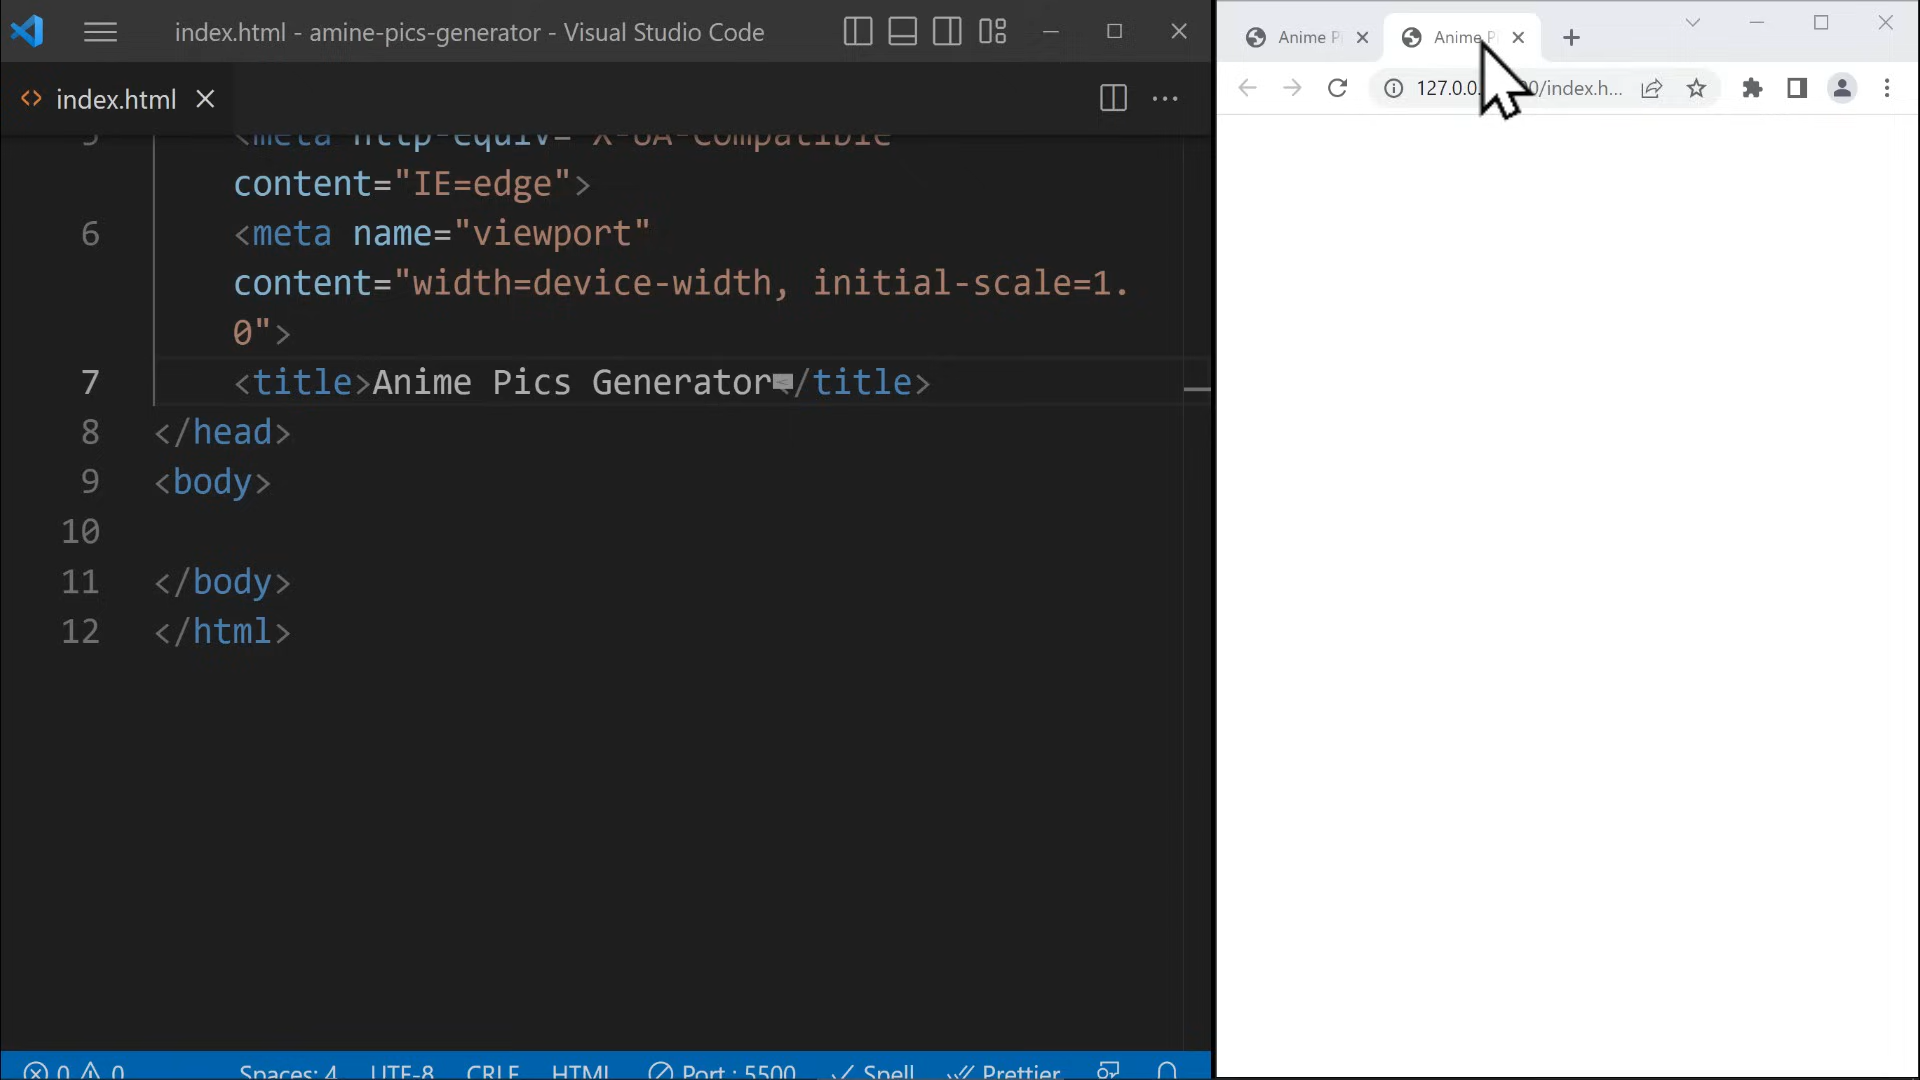 index.html - amine-pics-generator - Visual Studio Code
index.html
5 <meta http-equiv="X-UA-Compatible"
content="IE=edge">
6 <meta name="viewport"
content="width=device-width, initial-scale=1.
0">
7 <title>Anime Pics Generator</title>
8 </head>
9 <body>
10
11 </body>
12 </html>
0 0 Spaces: 4 UTF-8 CRLF HTML Port : 5500 Spell Prettier
Anime P
Anime P
127.0.0. 0/index.h...